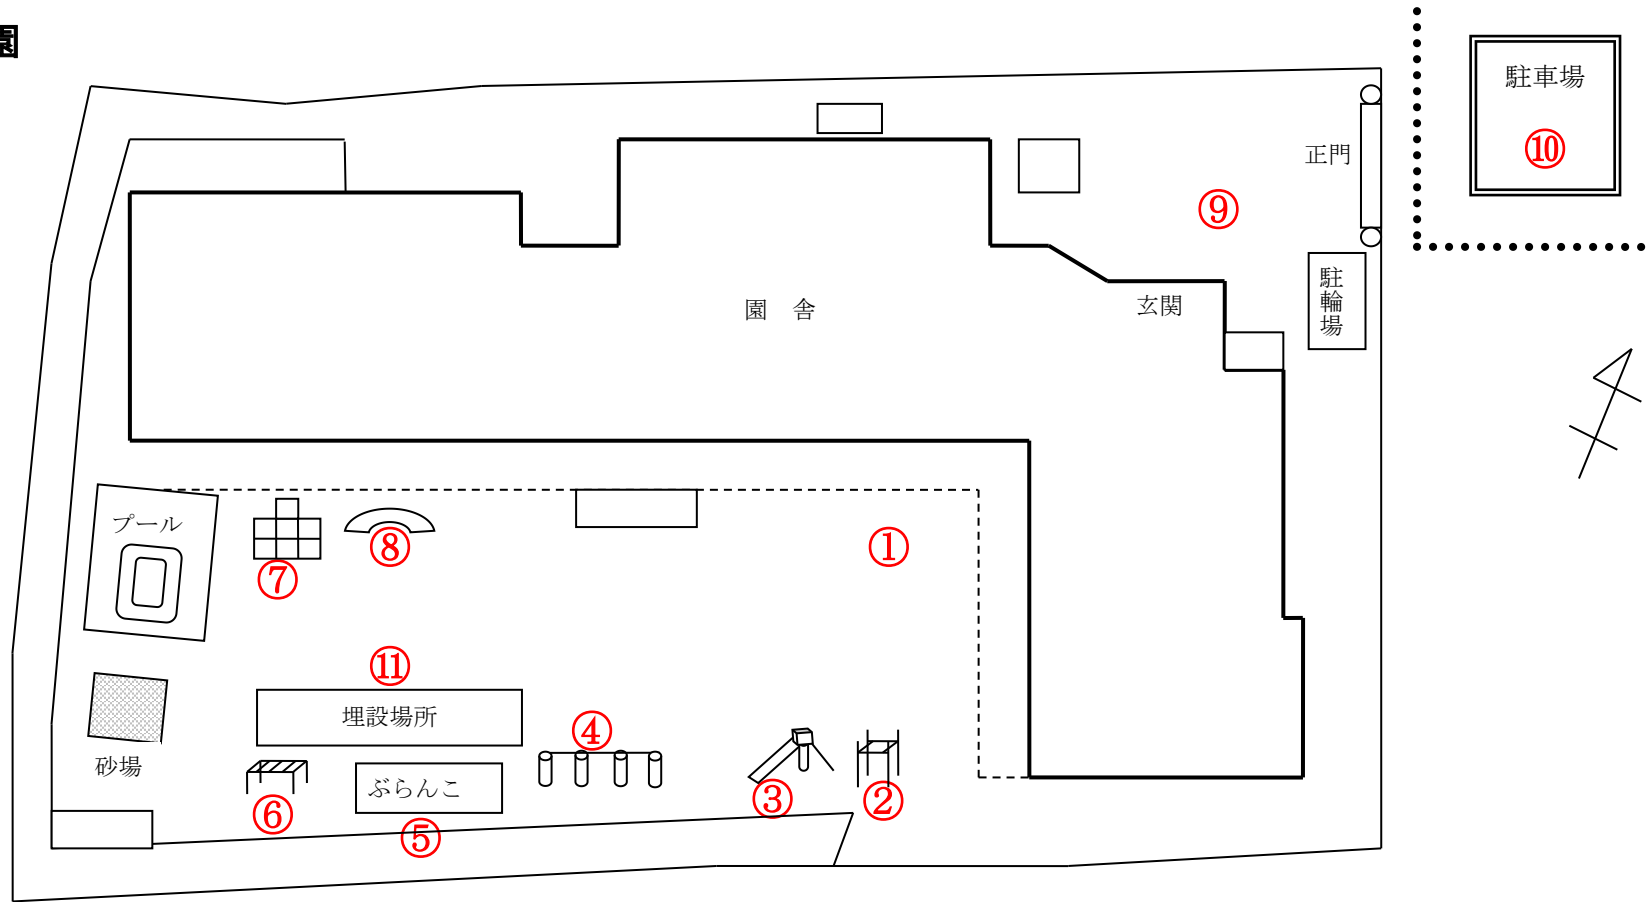 園
駐車場
⑩
正門
⑨
駐輪場
園　舎
玄関
プール
⑧
①
⑦
⑪
埋設場所
④
砂場
ぶらんこ
③
②
⑥
⑤